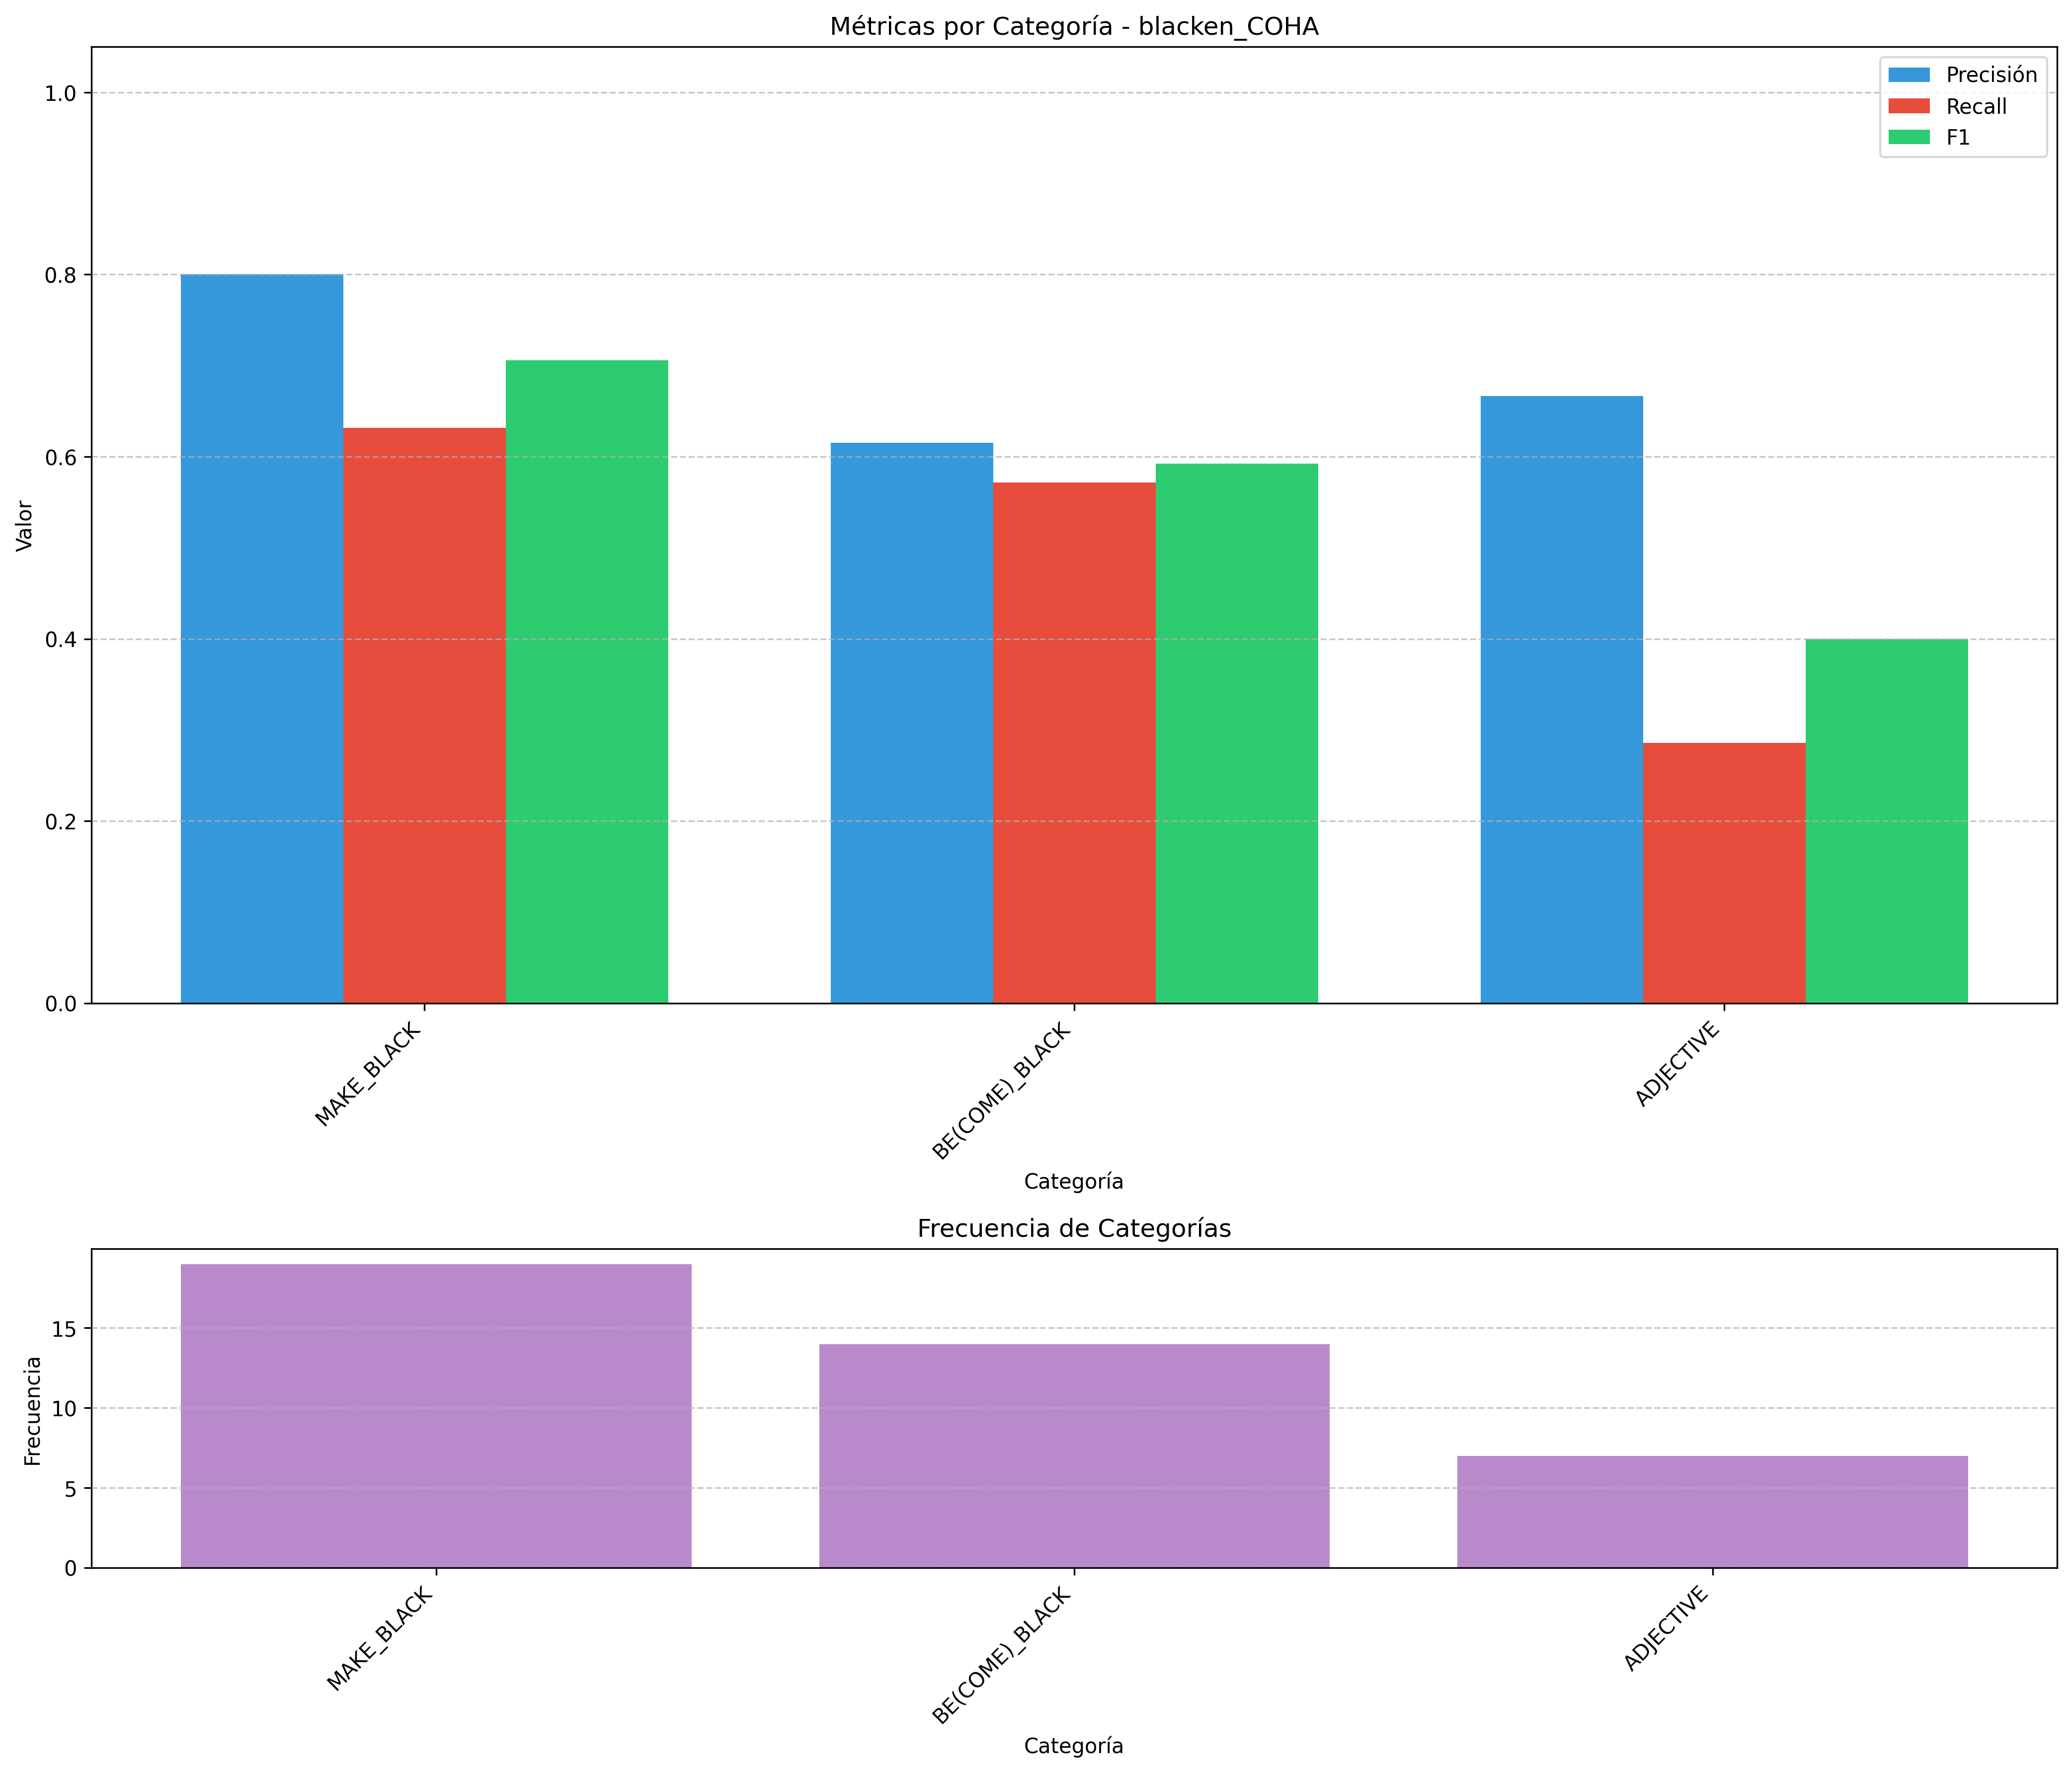 Métricas por Categoría - blacken_COHA
Precisión
Recall
F1
Valor
1.0
0.8
0.6
0.4
0.2
0.0
MAKE_BLACK
BE(COME)_BLACK
ADJECTIVE
Categoría
Frecuencia de Categorías
Frecuencia
15
10
5
0
MAKE_BLACK
BE(COME)_BLACK
ADJECTIVE
Categoría